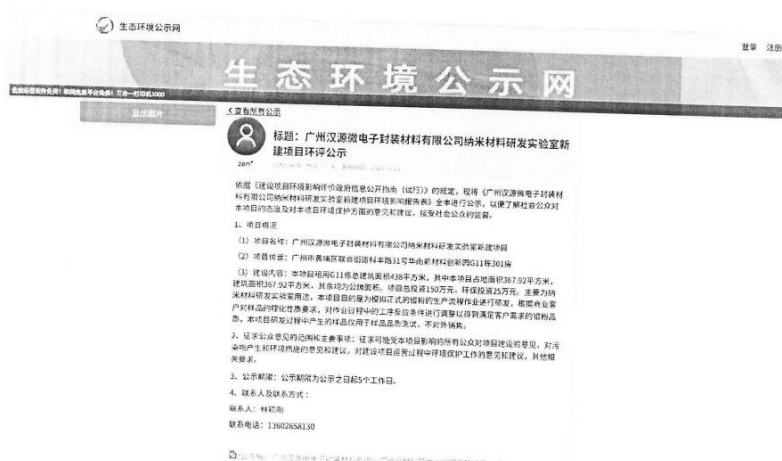 生态环境公示网
登录 注册
生态环境公示网
< 查看所有公示
标题：广州汉源微电子封装材料有限公司纳米材料研发实验室新
建项目环评公示
zen*
依据《建设项目环境影响评价政府信息公开指南（试行）》的规定，现将《广州汉源微电子封装材
料有限公司纳米材料研发实验室新建项目环境影响报告表》全本进行公示，以便了解社会公众对
本项目的态度及对本项目环境保护方面的意见和建议，接受社会公众的监督。
1、项目概况
（1）项目名称：广州汉源微电子封装材料有限公司纳米材料研发实验室新建项目
（2）项目位置：广州市黄埔区联合街道科丰路31号华南新材料创新园G11栋301房
（3）建设内容：本项目租用G11栋总建筑面积438平方米，其中本项目占地面积367.92平方米，
建筑面积367.92平方米，其余均为公摊面积。项目总投资150万元，环保投资25万元。主要为纳
米材料研发实验室用途，本项目目的是为模拟正式的银粉的生产流程作业进行研发，根据商业客
户对样品的理化性质要求，对作业过程中的工序反应条件进行调整以得到满足客户需求的银粉品
质，本项目研发过程中产生的样品仅用于样品品质测试，不对外销售；
2、征求公众意见的范围和主要事项：征求可能受本项目影响的所有公众对项目建设的意见，对污
染物产生和环境措施的意见和建议，对建设项目运营过程中环境保护工作的意见和建议，其他相
关要求。
3、公示期限：公示期限为公示之日起5个工作日。
4、联系人及联系方式：
联系人：林颖刚
联系电话：13602858130